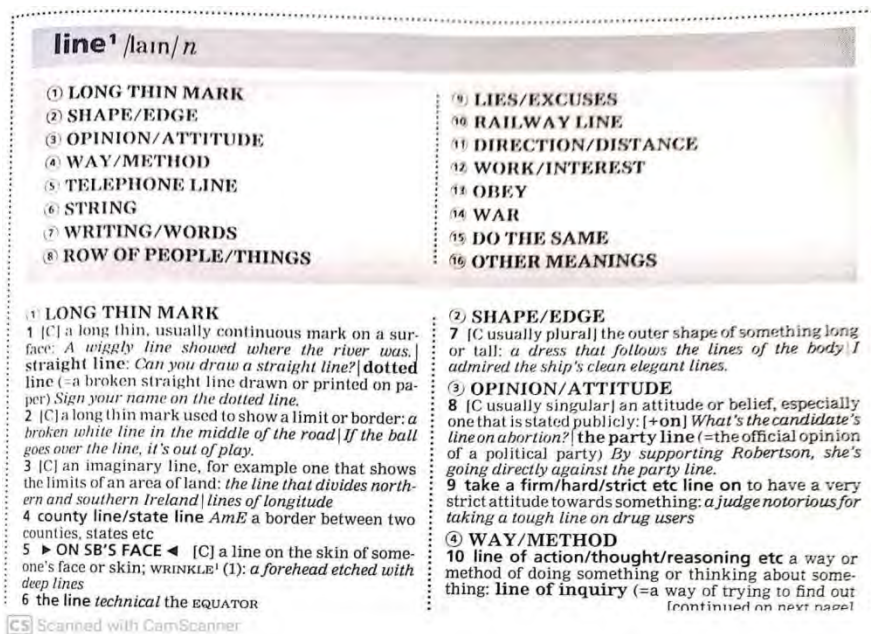 line¹ /laɪn/ n
① LONG THIN MARK
② SHAPE/EDGE
③ OPINION/ATTITUDE
④ WAY/METHOD
⑤ TELEPHONE LINE
⑥ STRING
⑦ WRITING/WORDS
⑧ ROW OF PEOPLE/THINGS
⑨ LIES/EXCUSES
⑩ RAILWAY LINE
⑪ DIRECTION/DISTANCE
⑫ WORK/INTEREST
⑬ OBEY
⑭ WAR
⑮ DO THE SAME
⑯ OTHER MEANINGS
① LONG THIN MARK
1 [C] a long thin, usually continuous mark on a sur-
face: A wiggly line showed where the river was.|
straight line: Can you draw a straight line?| dotted
line (=a broken straight line drawn or printed on pa-
per) Sign your name on the dotted line.
2 [C] a long thin mark used to show a limit or border: a
broken white line in the middle of the road| If the ball
goes over the line, it's out of play.
3 [C] an imaginary line, for example one that shows
the limits of an area of land: the line that divides north-
ern and southern Ireland| lines of longitude
4 county line/state line AmE a border between two
counties, states etc
5 ►ON SB'S FACE◄ [C] a line on the skin of some-
one's face or skin; WRINKLE¹ (1): a forehead etched with
deep lines
6 the line technical the EQUATOR
② SHAPE/EDGE
7 [C usually plural] the outer shape of something long
or tall: a dress that follows the lines of the body| I
admired the ship's clean elegant lines.
③ OPINION/ATTITUDE
8 [C usually singular] an attitude or belief, especially
one that is stated publicly: [+on] What's the candidate's
line on abortion?| the party line (=the official opinion
of a political party) By supporting Robertson, she's
going directly against the party line.
9 take a firm/hard/strict etc line on to have a very
strict attitude towards something: a judge notorious for
taking a tough line on drug users
④ WAY/METHOD
10 line of action/thought/reasoning etc a way or
method of doing something or thinking about some-
thing: line of inquiry (=a way of trying to find out
[continued on next page]
CS Scanned with CamScanner